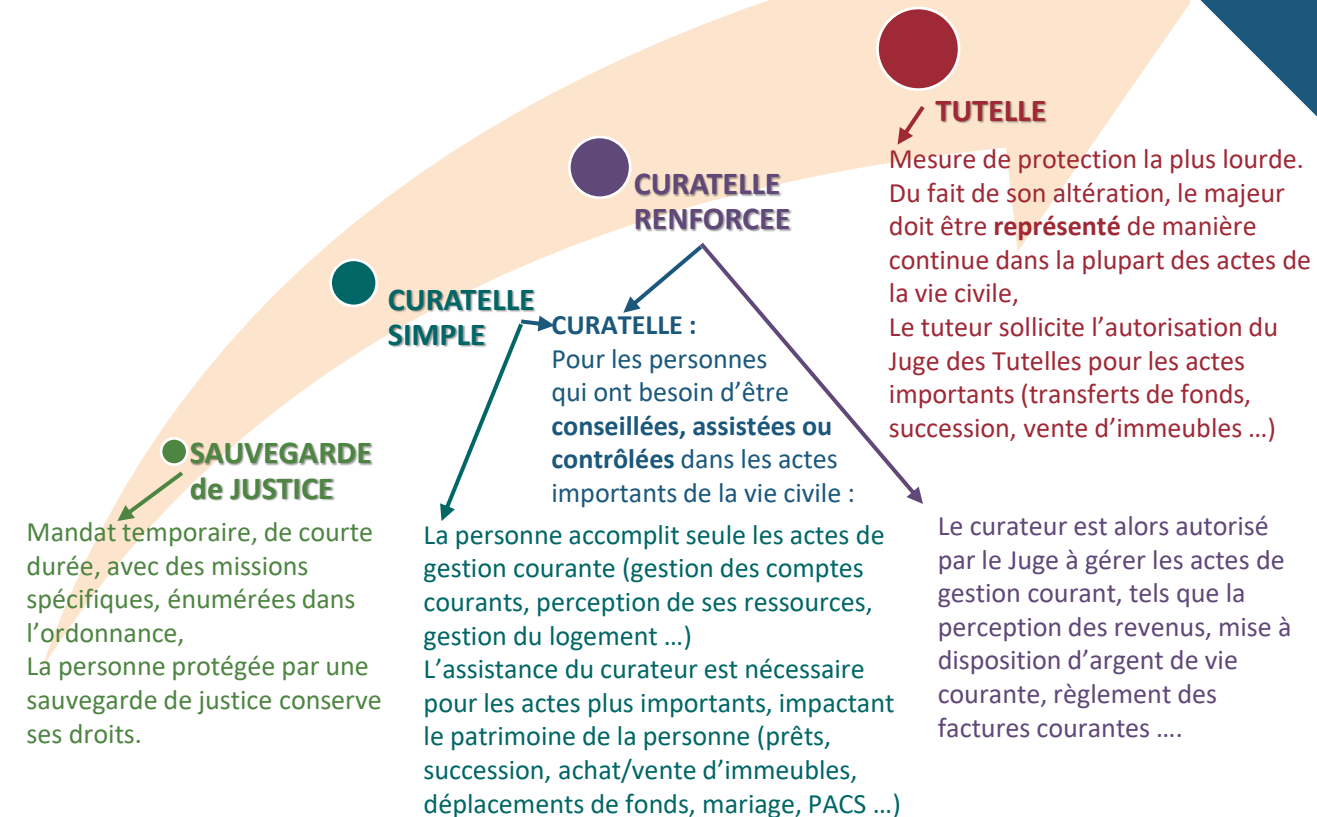 SAUVEGARDE
de JUSTICE
Mandat temporaire, de courte
durée, avec des missions
spécifiques, énumérées dans
l’ordonnance,
La personne protégée par une
sauvegarde de justice conserve
ses droits.
CURATELLE
SIMPLE
La personne accomplit seule les actes de
gestion courante (gestion des comptes
courants, perception de ses ressources,
gestion du logement …)
L’assistance du curateur est nécessaire
pour les actes plus importants, impactant
le patrimoine de la personne (prêts,
succession, achat/vente d’immeubles,
déplacements de fonds, mariage, PACS …)
CURATELLE :
Pour les personnes
qui ont besoin d’être
conseillées, assistées ou
contrôlées dans les actes
importants de la vie civile :
CURATELLE
RENFORCEE
Le curateur est alors autorisé
par le Juge à gérer les actes de
gestion courant, tels que la
perception des revenus, mise à
disposition d’argent de vie
courante, règlement des
factures courantes ….
TUTELLE
Mesure de protection la plus lourde.
Du fait de son altération, le majeur
doit être représenté de manière
continue dans la plupart des actes de
la vie civile,
Le tuteur sollicite l’autorisation du
Juge des Tutelles pour les actes
importants (transferts de fonds,
succession, vente d’immeubles …)